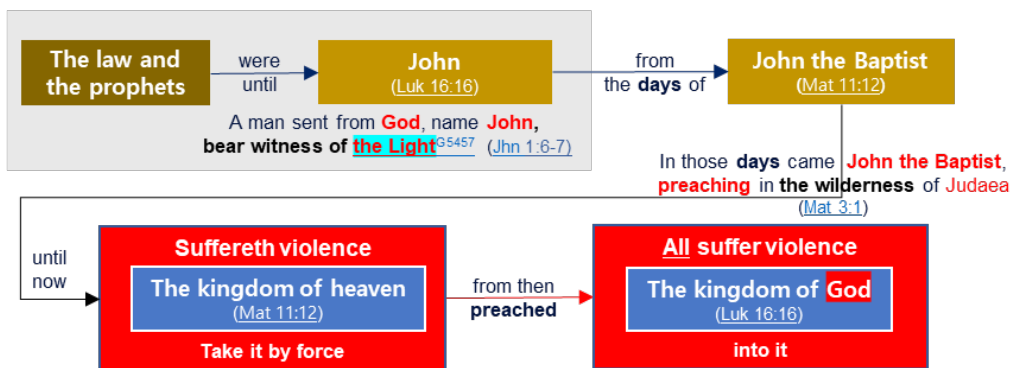 The law and
the prophets
were
until
John
(Luk 16:16)
from
the days of
John the Baptist
(Mat 11:12)
A man sent from God, name John,
bear witness of the Light G5457 (Jhn 1:6-7)
In those days came John the Baptist,
preaching in the wilderness of Judaea
(Mat 3:1)
until
now
Suffereth violence
The kingdom of heaven
(Mat 11:12)
Take it by force
from then
preached
All suffer violence
The kingdom of God
(Luk 16:16)
into it